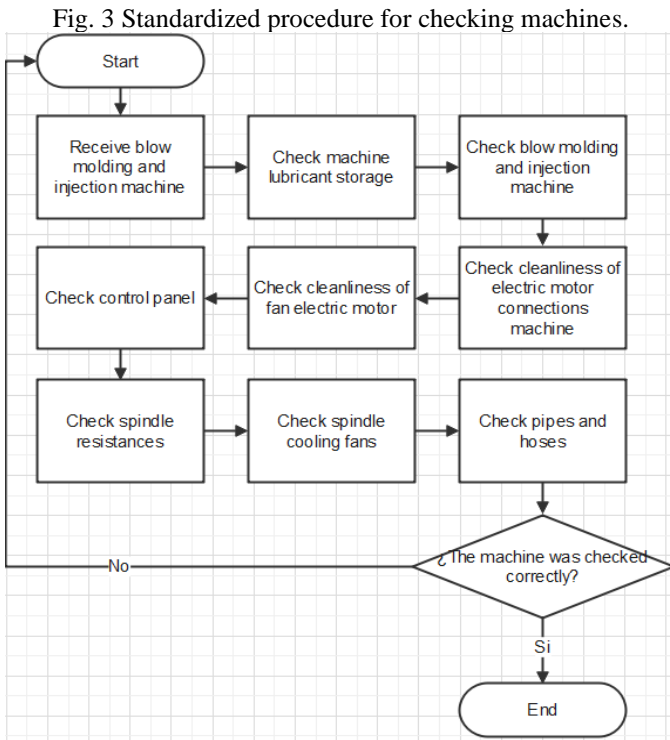 Fig. 3 Standardized procedure for checking machines.
Start
Receive blow
molding and
injection machine
Check machine
lubricant storage
Check blow molding
and injection
machine
Check cleanliness of
electric motor
connections
machine
Check cleanliness of
fan electric motor
Check control panel
Check spindle
resistances
Check spindle
cooling fans
Check pipes and
hoses
¿The machine was checked
correctly?
No
Si
End